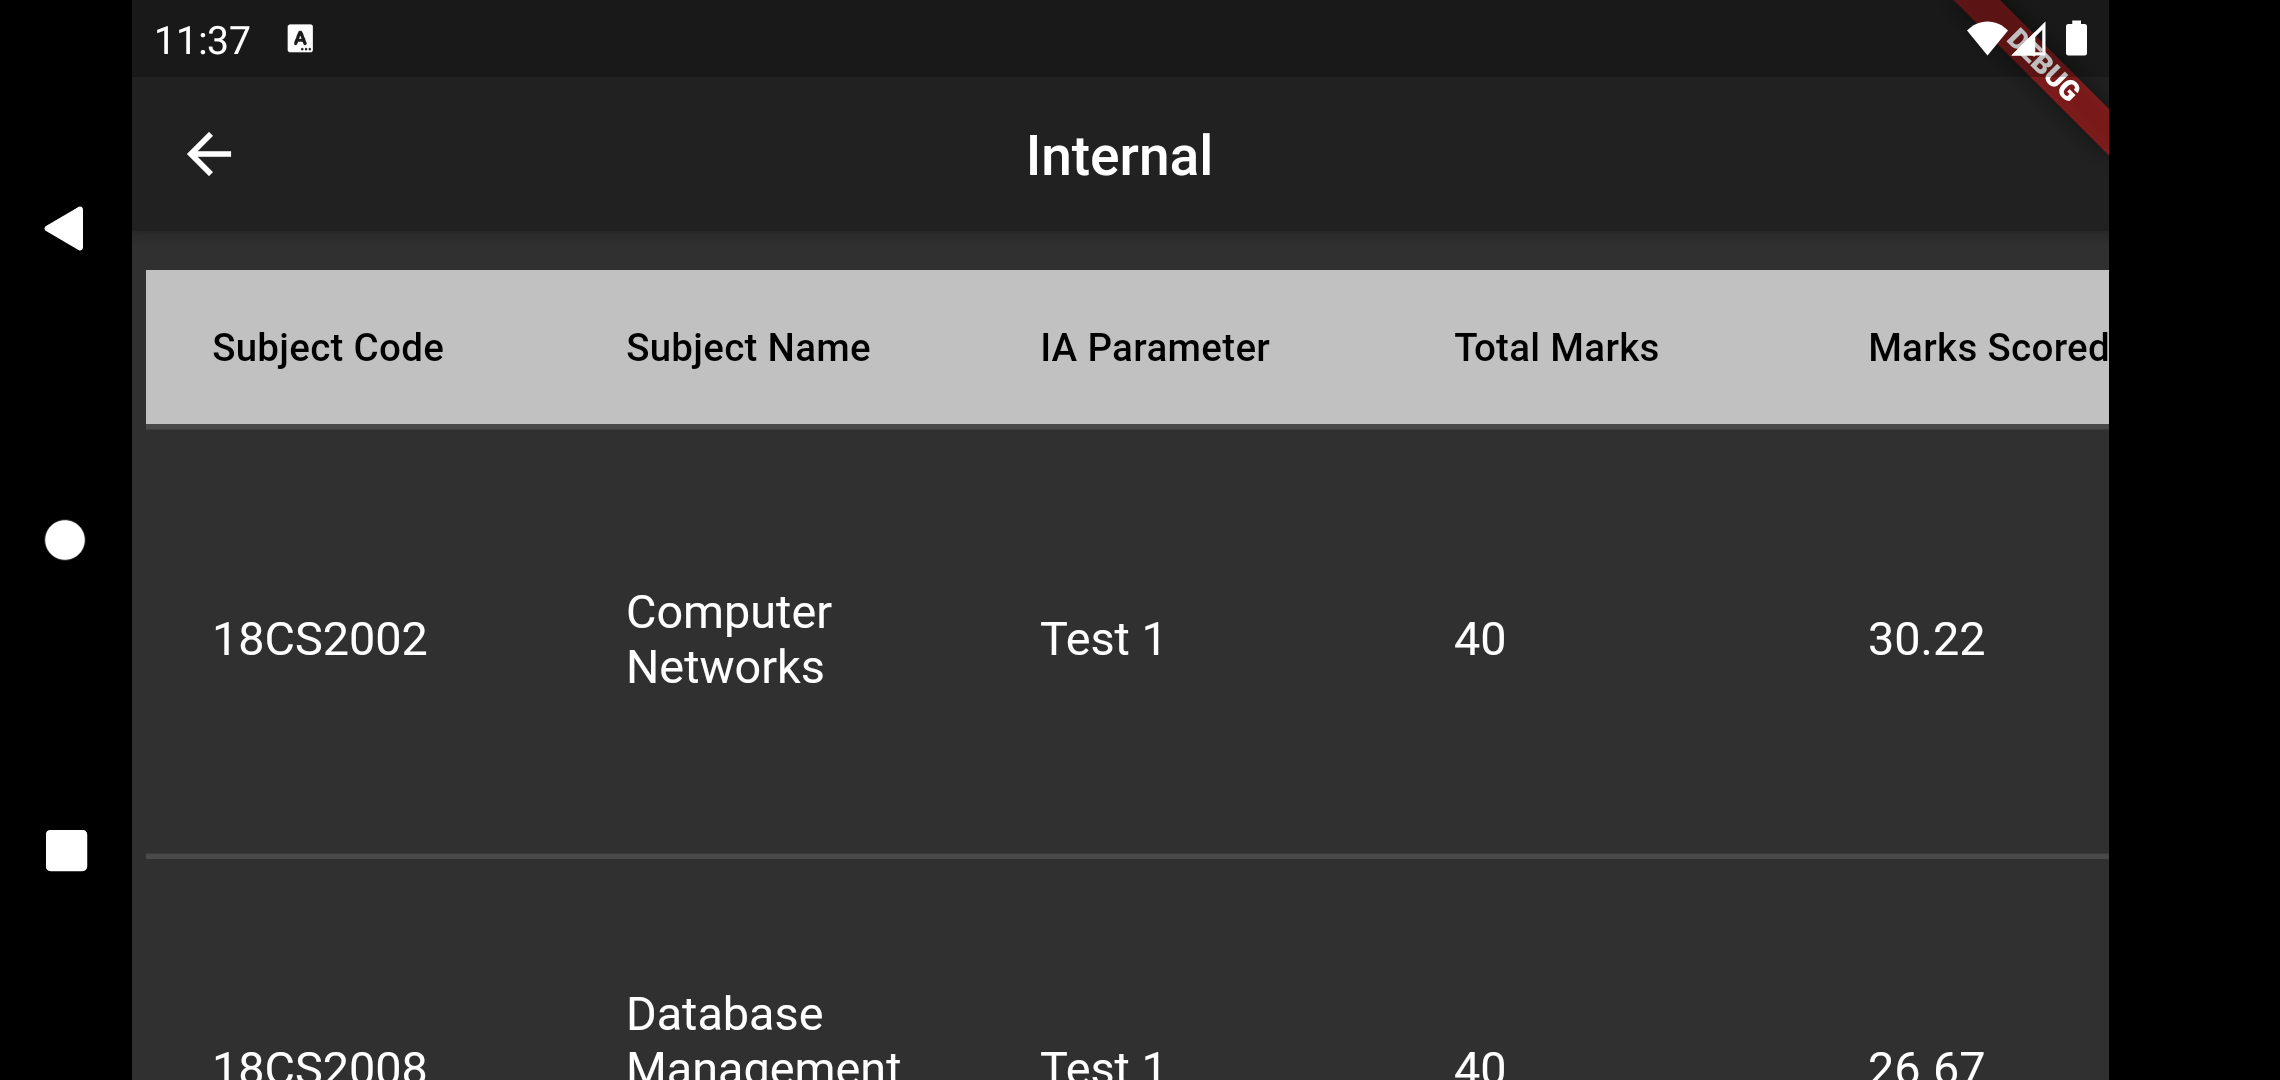 11:37
A
DEBUG
Internal
Subject Code Subject Name IA Parameter Total Marks Marks Scored
Computer
18CS2002 Test 1 40 30.22
Networks
Database
18CS2008 Management Test 1 40 26.67